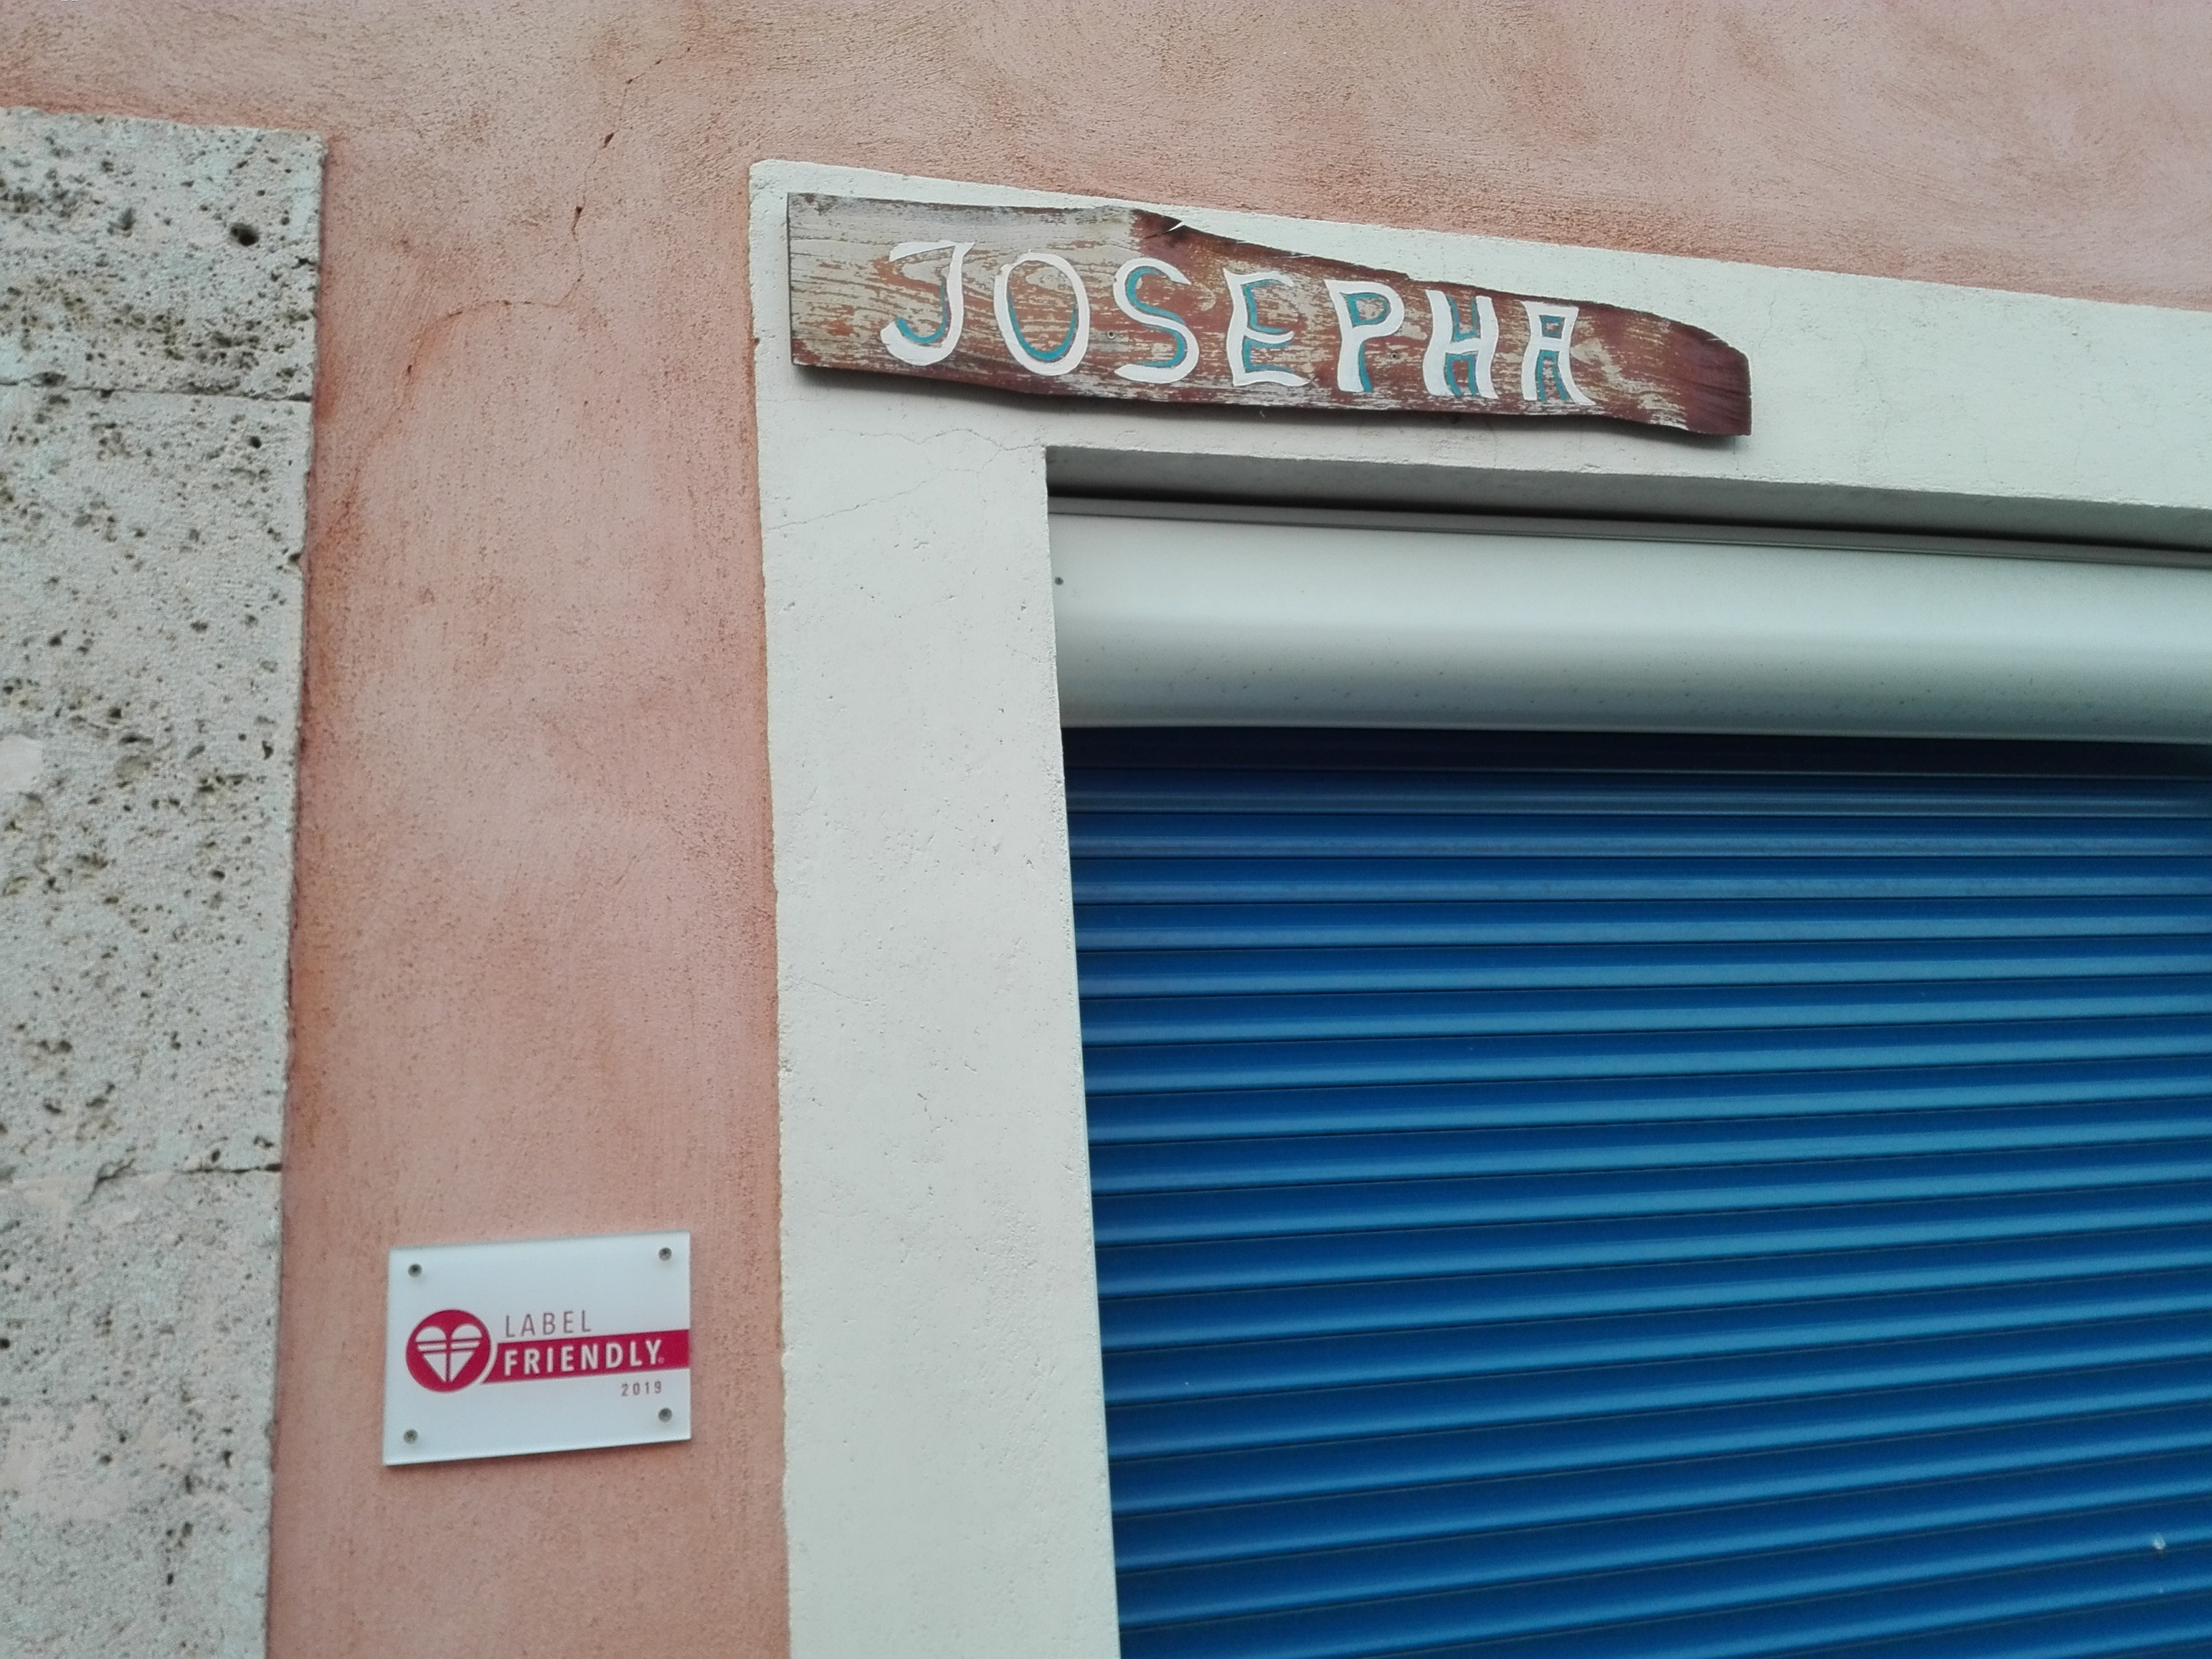 JOSEPHA
LABEL
FRIENDLY
2019